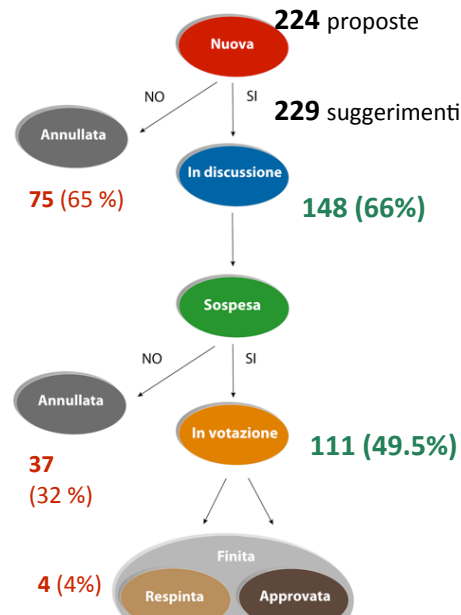 224 proposte
Nuova
NO
SI
229 suggerimenti
Annullata
In discussione
75 (65 %)
148 (66%)
Sospesa
NO
SI
Annullata
In votazione
111 (49.5%)
37
(32 %)
Finita
4 (4%)
Respinta
Approvata